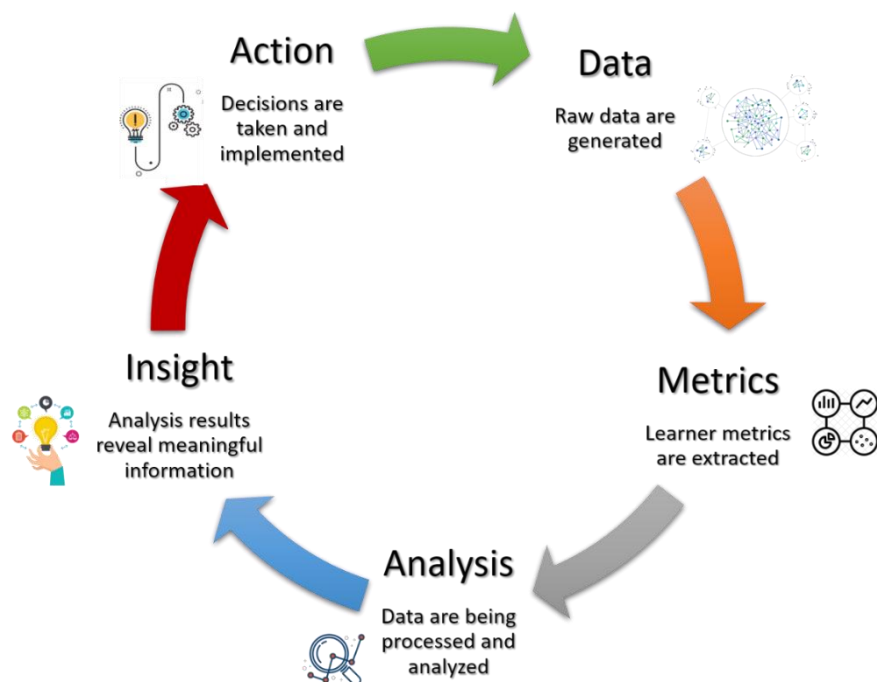 Action
Decisions are
taken and
implemented
Data
Raw data are
generated
Metrics
Learner metrics
are extracted
Analysis
Data are being
processed and
analyzed
Insight
Analysis results
reveal meaningful
information